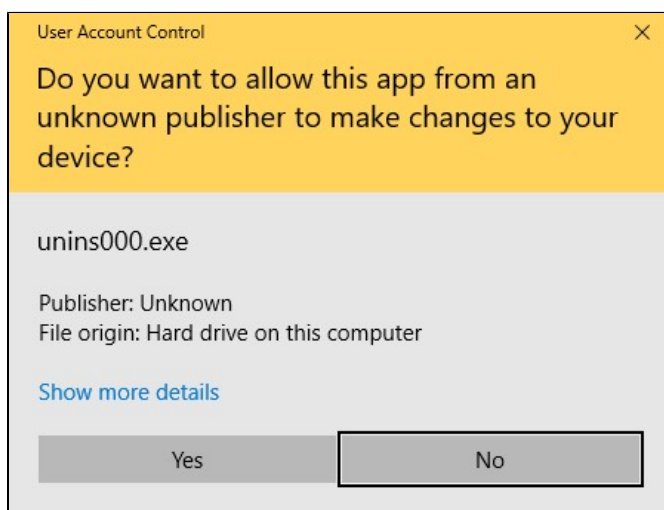 User Account Control
Do you want to allow this app from an
unknown publisher to make changes to your
device?
unins000.exe
Publisher: Unknown
File origin: Hard drive on this computer
Show more details
Yes
No